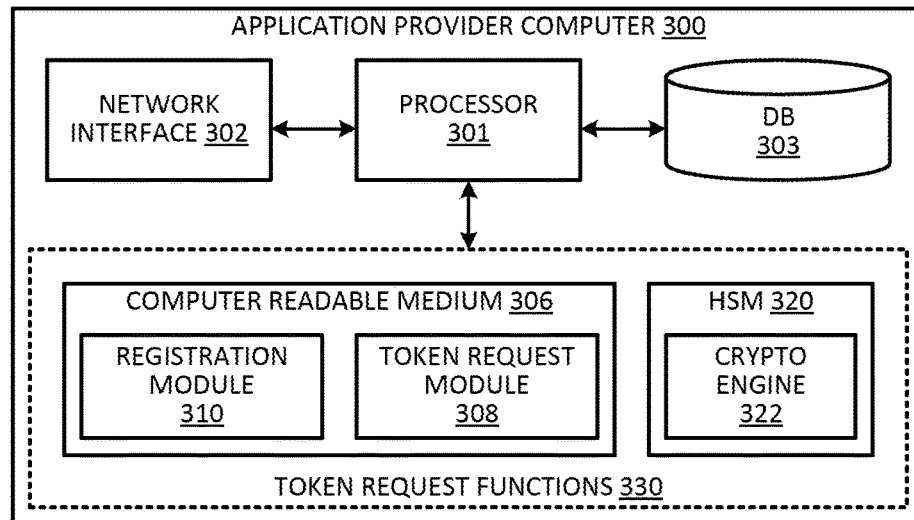 APPLICATION PROVIDER COMPUTER 300
NETWORK
INTERFACE 302
PROCESSOR
301
DB
303
COMPUTER READABLE MEDIUM 306
REGISTRATION
MODULE
310
TOKEN REQUEST
MODULE
308
HSM 320
CRYPTO
ENGINE
322
TOKEN REQUEST FUNCTIONS 330